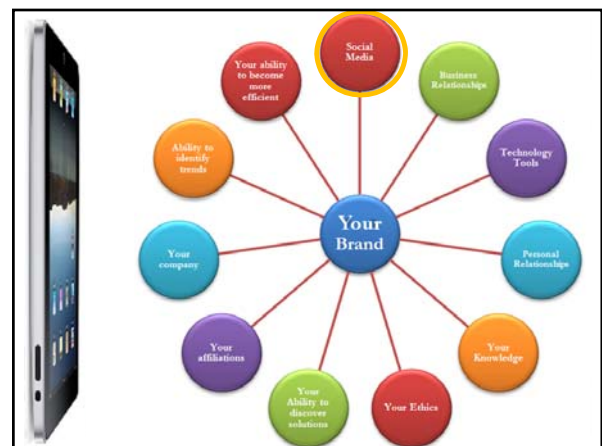 Social
Media
Business
Relationships
Technology
Tools
Personal
Relationships
Your
Knowledge
Your Ethics
Your
Ability to
discover
solutions
Your
affiliations
Your
company
Ability to
identify
trends
Your ability
to become
more
efficient
Your
Brand